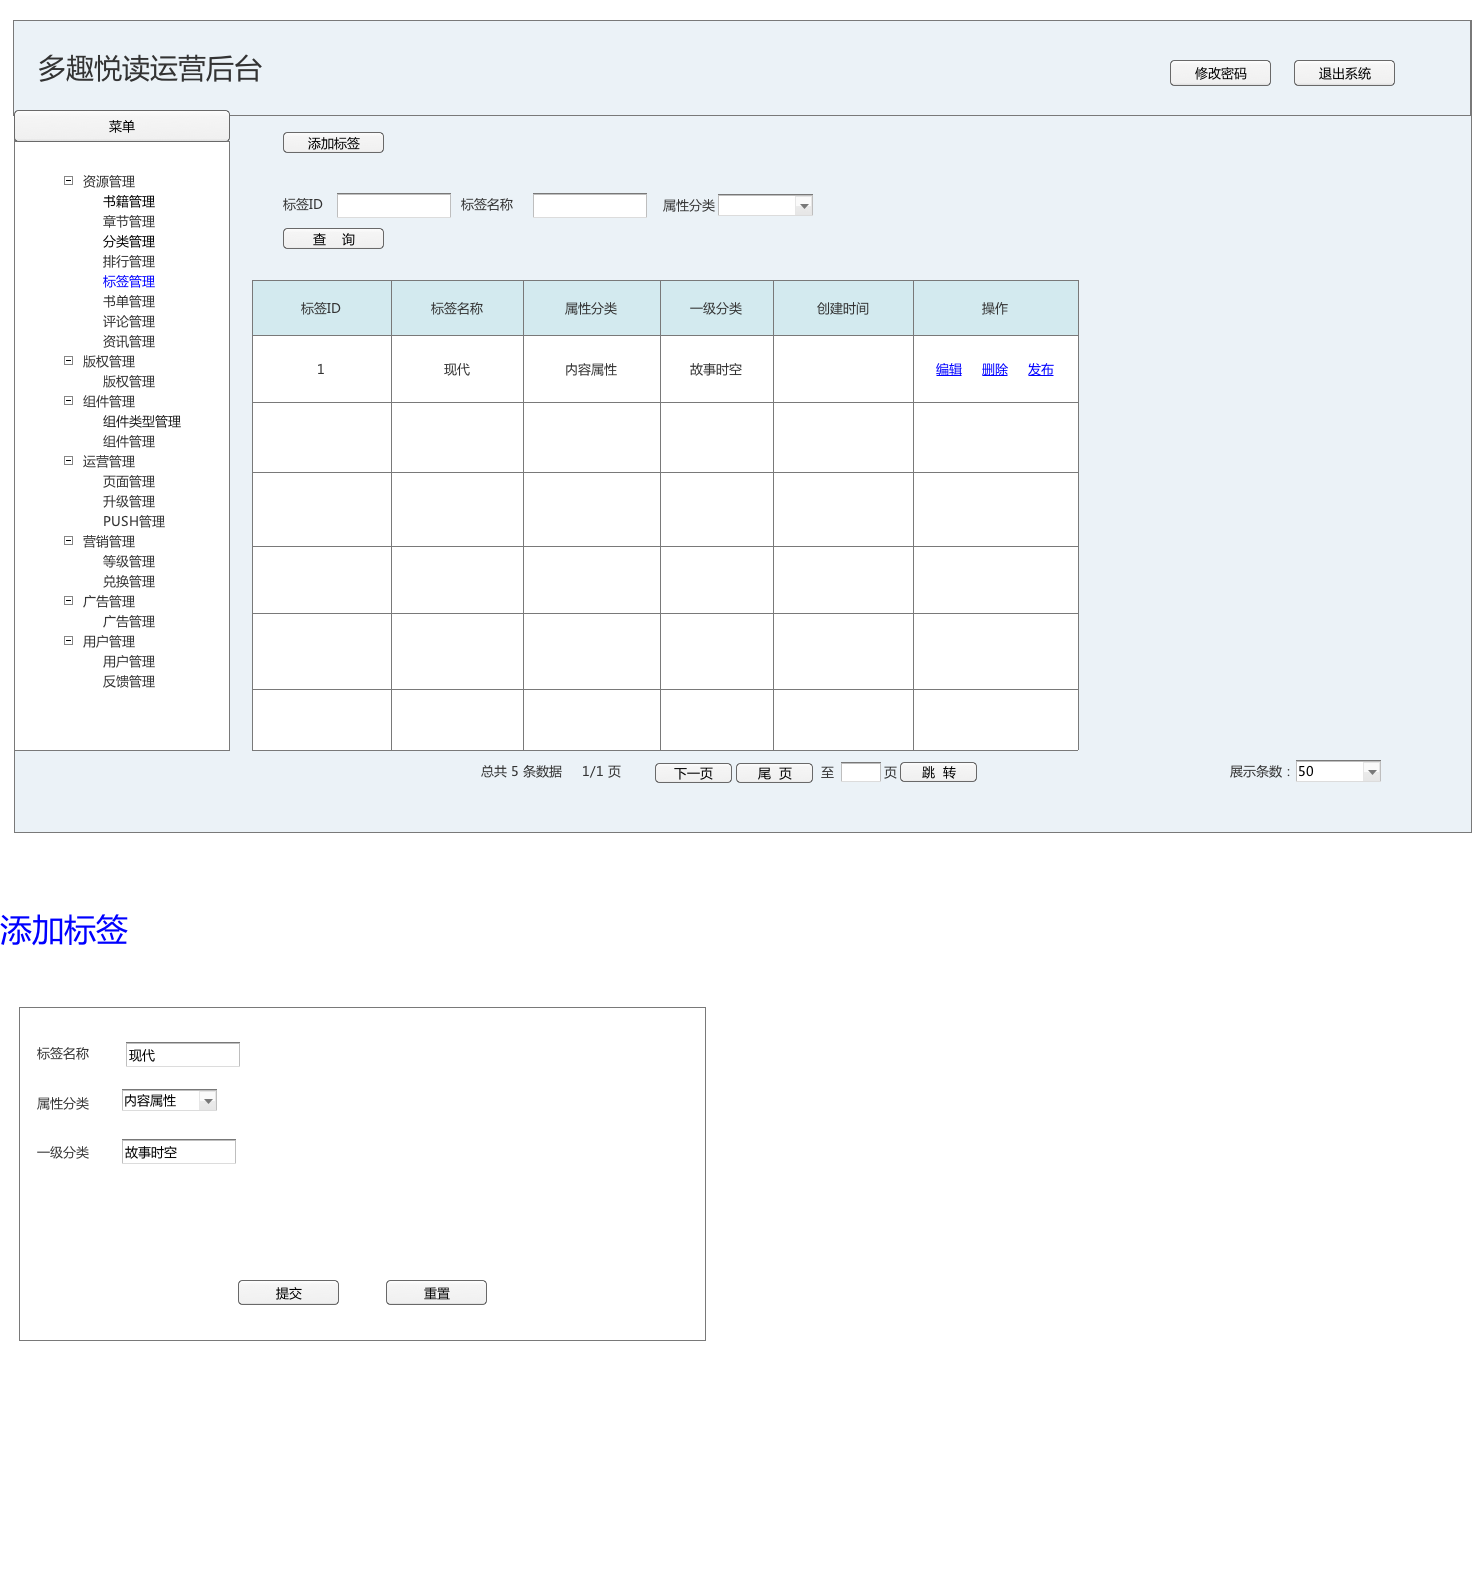 多趣悦读运营后台
修改密码 退出系统
菜单
资源管理
书籍管理
章节管理
分类管理
排行管理
标签管理
书单管理
评论管理
资讯管理
版权管理
版权管理
组件管理
组件类型管理
组件管理
运营管理
页面管理
升级管理
PUSH管理
营销管理
等级管理
兑换管理
广告管理
广告管理
用户管理
用户管理
反馈管理
添加标签
标签ID 标签名称 属性分类
查 询
标签ID 标签名称 属性分类 一级分类 创建时间 操作
1 现代 内容属性 故事时空 编辑 删除 发布
总共 5 条数据 1/1 页 下一页 尾 页 至 页 跳 转 展示条数： 50
添加标签
标签名称 现代
属性分类 内容属性
一级分类 故事时空
提交 重置